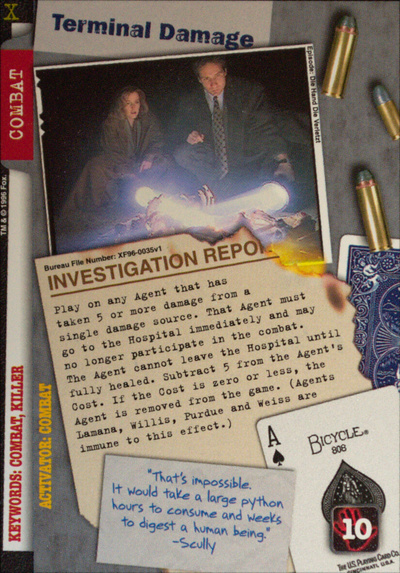 X
Terminal Damage
COMBAT
TM & © 1996 Fox.
Episode: Die Hand Die Verletzt
Bureau File Number: XF96-0035v1
INVESTIGATION REPO
Play on any Agent that has
taken 5 or more damage from a
single damage source. That Agent must
go to the Hospital immediately and may
no longer participate in the combat.
The Agent cannot leave the Hospital until
fully healed. Subtract 5 from the Agent's
Cost. If the Cost is zero or less, the
Agent is removed from the game. (Agents
Lamana, Willis, Purdue and Weiss are
immune to this effect.)
KEYWORDS: COMBAT, KILLER
ACTIVATOR: COMBAT
"That's impossible.
It would take a large python
hours to consume and weeks
to digest a human being."
-Scully
A
BICYCLE®
808
10
THE U.S. PLAYING CARD CO.
CINCINNATI, U.S.A.